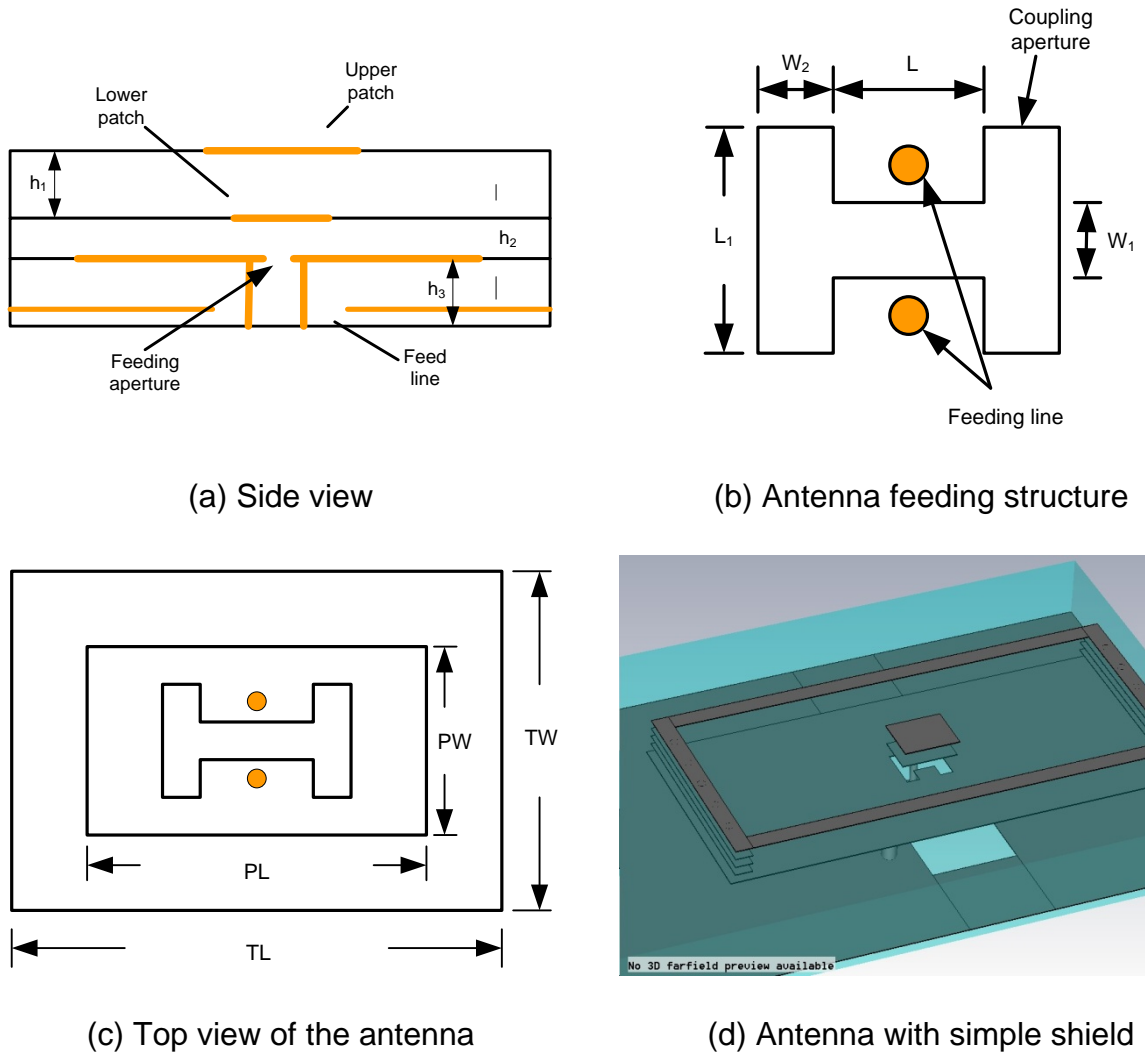 Upper
patch
Lower
patch
h1
h2
h3
Feeding
aperture
Feed
line
(a) Side view
Coupling
aperture
W2
L
L1
W1
Feeding line
(b) Antenna feeding structure
PW
TW
PL
TL
(c) Top view of the antenna
No 3D farfield preview available
(d) Antenna with simple shield